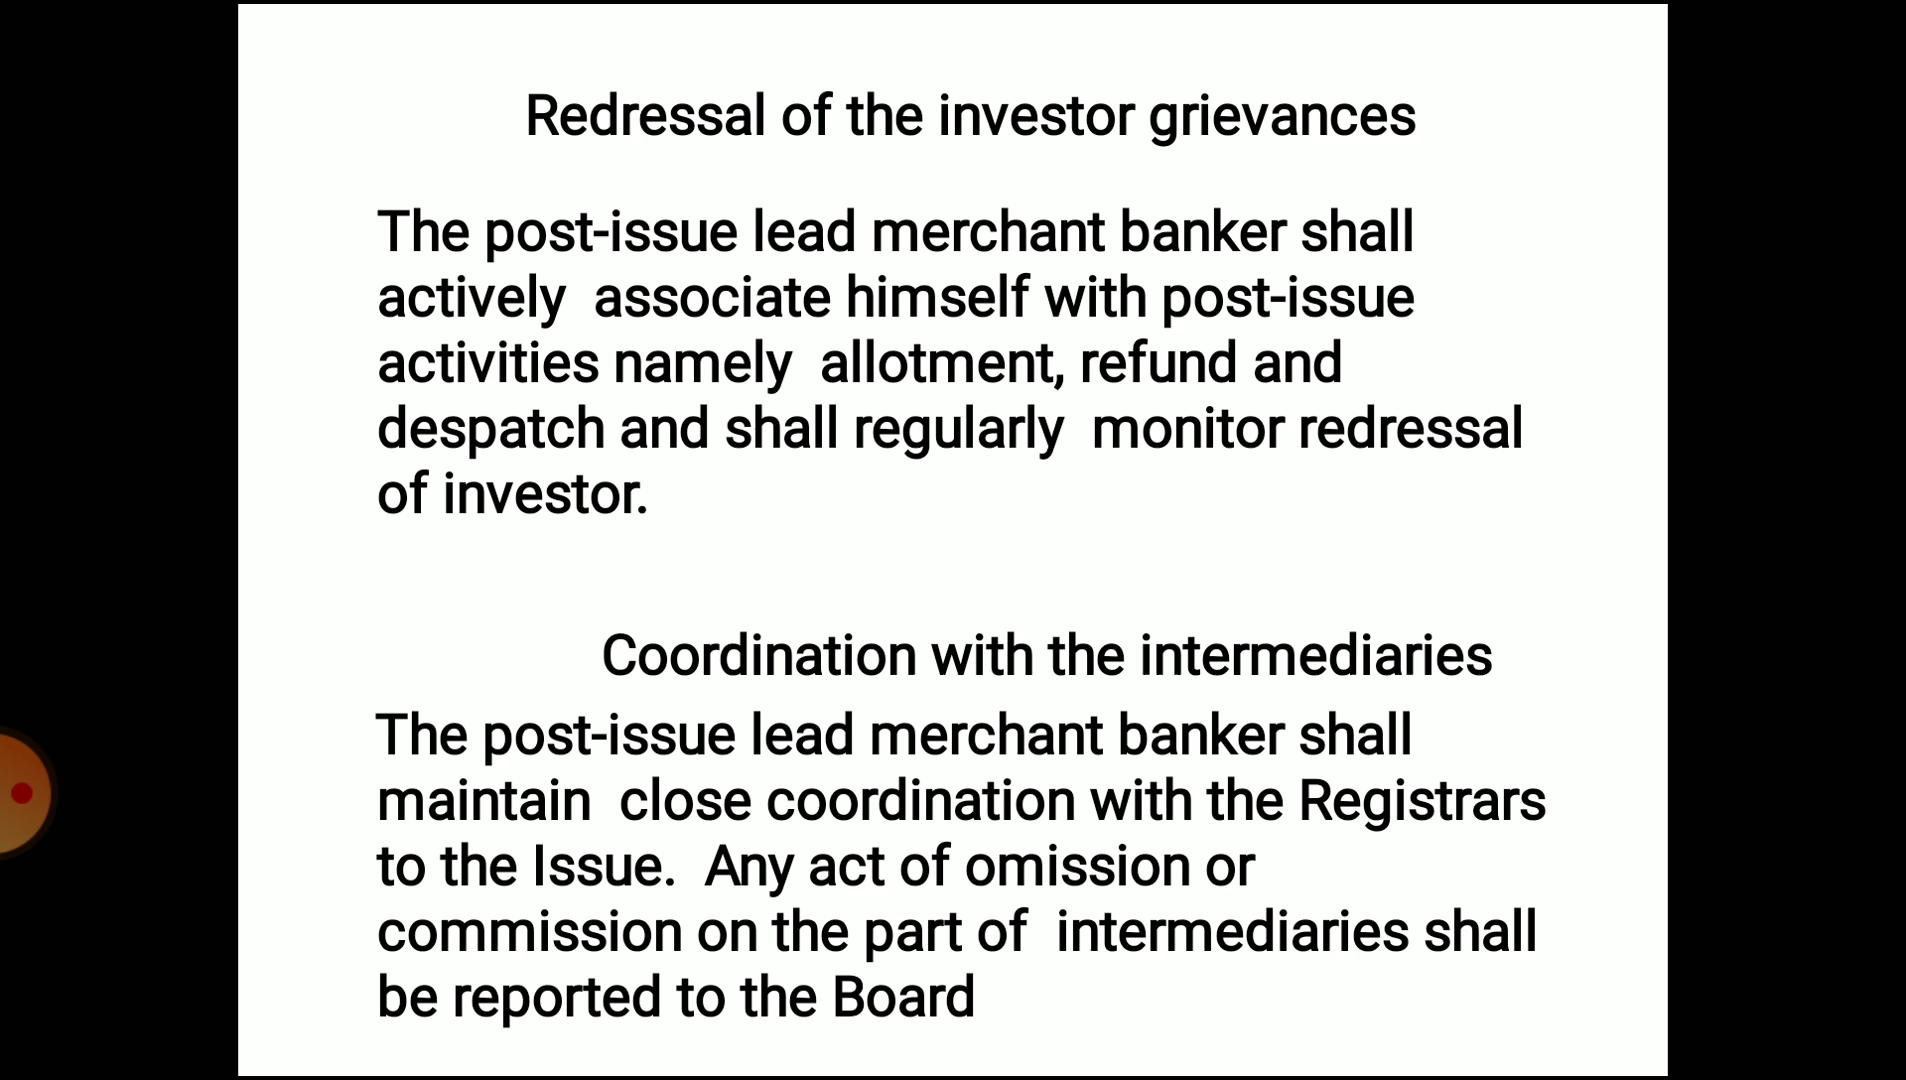 Redressal of the investor grievances
The post-issue lead merchant banker shall
actively  associate himself with post-issue
activities namely  allotment, refund and
despatch and shall regularly  monitor redressal
of investor.
Coordination with the intermediaries
The post-issue lead merchant banker shall
maintain  close coordination with the Registrars
to the Issue.  Any act of omission or
commission on the part of  intermediaries shall
be reported to the Board